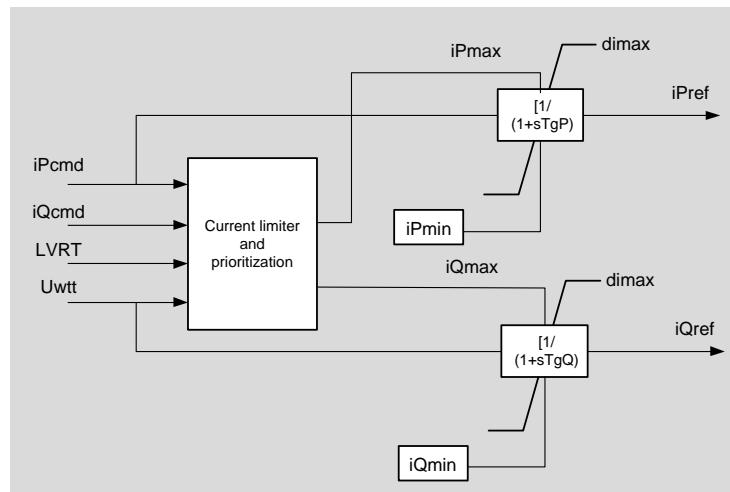 iPmax
dimax
[1/
(1+sTgP)
iPref
iPcmd
iQcmd
LVRT
Uwtt
Current limiter
and
prioritization
iPmin
iQmax
dimax
[1/
(1+sTgQ)
iQref
iQmin